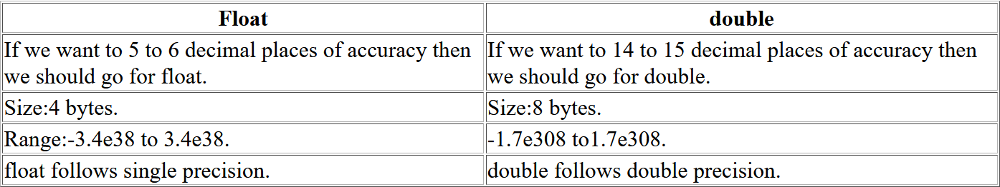 Float
double
If we want to 5 to 6 decimal places of accuracy then
we should go for float.
If we want to 14 to 15 decimal places of accuracy then
we should go for double.
Size:4 bytes.
Size:8 bytes.
Range:-3.4e38 to 3.4e38.
-1.7e308 to1.7e308.
float follows single precision.
double follows double precision.